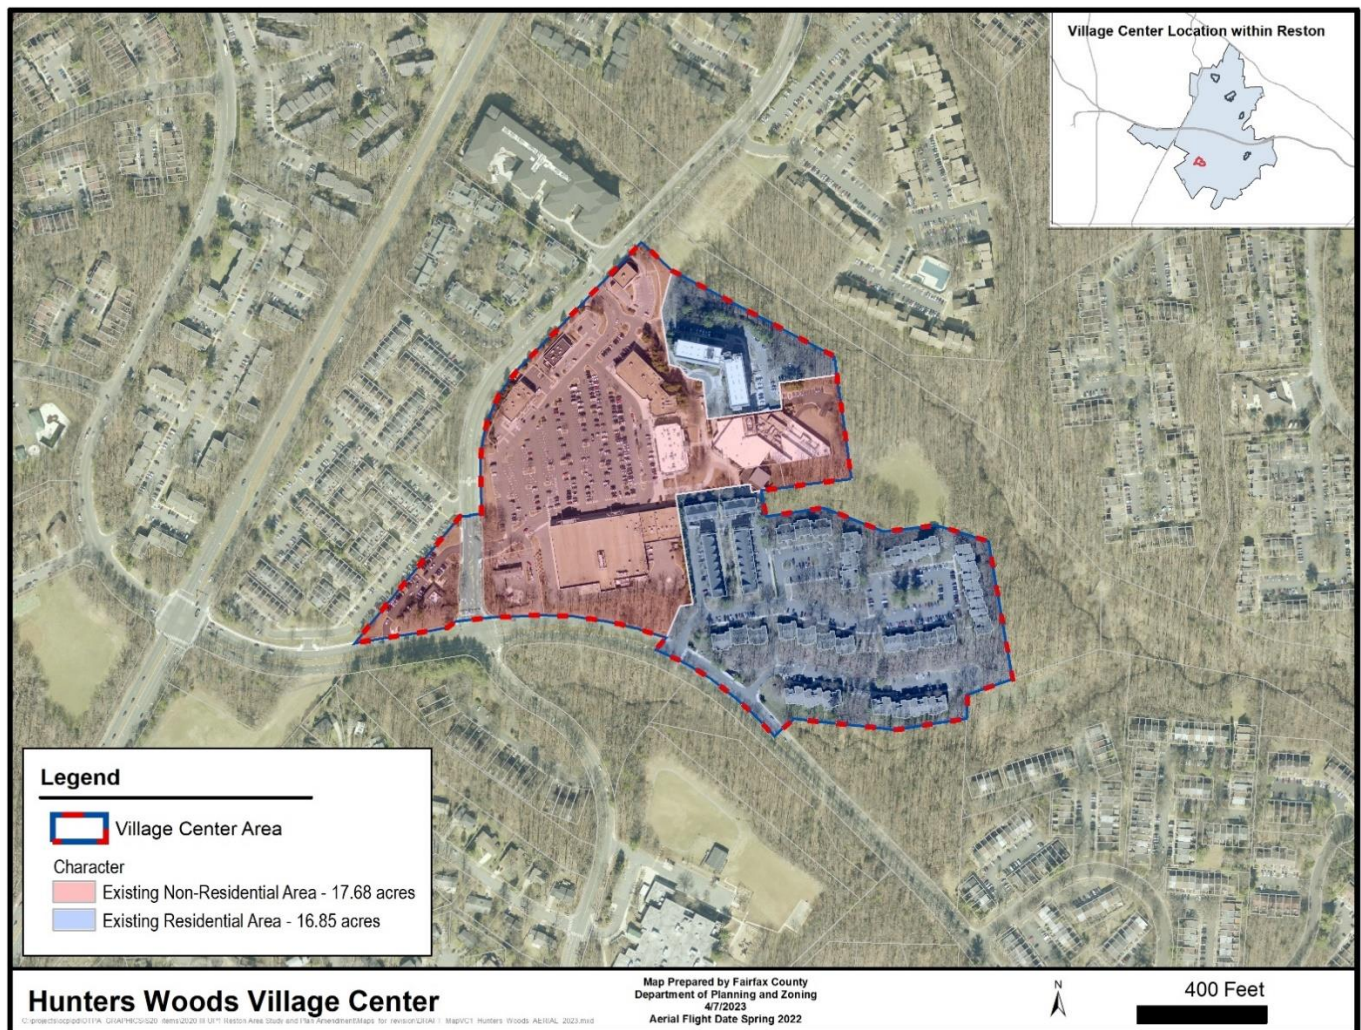 Village Center Location within Reston
Legend
Village Center Area
Character
Existing Non-Residential Area - 17.68 acres
Existing Residential Area - 16.85 acres
Hunters Woods Village Center
Map Prepared by Fairfax County
Department of Planning and Zoning
4/7/2023
Aerial Flight Date Spring 2022
N
400 Feet